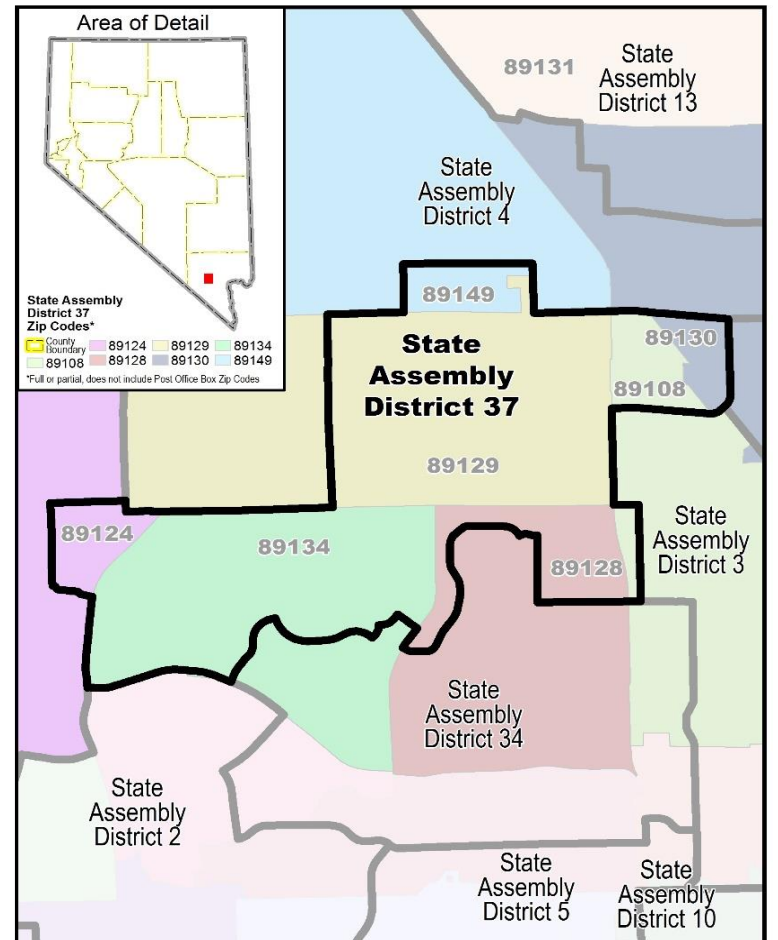 Area of Detail
State Assembly
District 37
Zip Codes*
County
Boundary
89108
89124
89128
89129
89130
89134
89149
*Full or partial, does not include Post Office Box Zip Codes
89131
State
Assembly
District 13
State
Assembly
District 4
89149
State
Assembly
District 37
89130
89108
89129
89124
89134
89128
State
Assembly
District 3
State
Assembly
District 34
State
Assembly
District 2
State
Assembly
District 5
State
Assembly
District 10